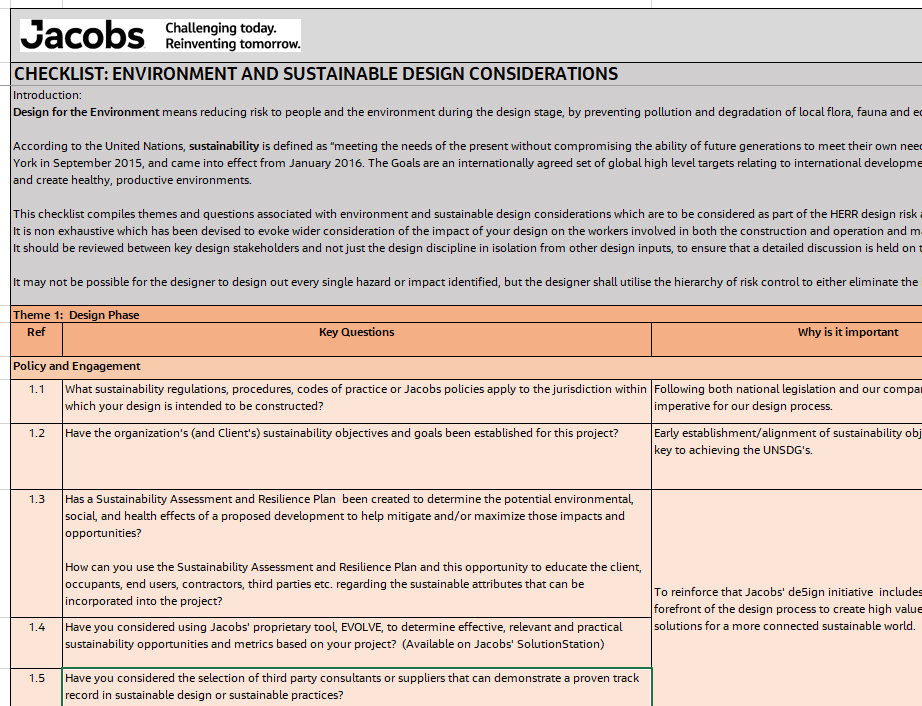 Jacobs
Challenging today.
Reinventing tomorrow.
CHECKLIST: ENVIRONMENT AND SUSTAINABLE DESIGN CONSIDERATIONS
Introduction:
Design for the Environment means reducing risk to people and the environment during the design stage, by preventing pollution and degradation of local flora, fauna and
According to the United Nations, sustainability is defined as "meeting the needs of the present without compromising the ability of future generations to meet their own
York in September 2015, and came into effect from January 2016. The Goals are an internationally agreed set of global high level targets relating to international
and create healthy, productive environments.
This checklist compiles themes and questions associated with environment and sustainable design considerations which are to be considered as part of the HERR design risk
It is non exhaustive which has been devised to evoke wider consideration of the impact of your design on the workers involved in both the construction and operation and
It should be reviewed between key design stakeholders and not just the design discipline in isolation from other design inputs, to ensure that a detailed discussion is held on
It may not be possible for the designer to design out every single hazard or impact identified, but the designer shall utilise the hierarchy of risk control to either eliminate the
Theme 1: Design Phase
Ref Key Questions Why is it important
Policy and Engagement
1.1 What sustainability regulations, procedures, codes of practice or Jacobs policies apply to the jurisdiction within
which your design is intended to be constructed?
Following both national legislation and our
imperative for our design process.
1.2 Have the organization's (and Client's) sustainability objectives and goals been established for this project?
Early establishment/alignment of sustainability
key to achieving the UNSDG's.
1.3 Has a Sustainability Assessment and Resilience Plan been created to determine the potential environmental,
social, and health effects of a proposed development to help mitigate and/or maximize those impacts and
opportunities?
How can you use the Sustainability Assessment and Resilience Plan and this opportunity to educate the client,
occupants, end users, contractors, third parties etc. regarding the sustainable attributes that can be
incorporated into the project?
To reinforce that Jacobs' de5ign initiative includes
forefront of the design process to create high value
solutions for a more connected sustainable world.
1.4 Have you considered using Jacobs' proprietary tool, EVOLVE, to determine effective, relevant and practical
sustainability opportunities and metrics based on your project? (Available on Jacobs' SolutionStation)
1.5 Have you considered the selection of third party consultants or suppliers that can demonstrate a proven track
record in sustainable design or sustainable practices?